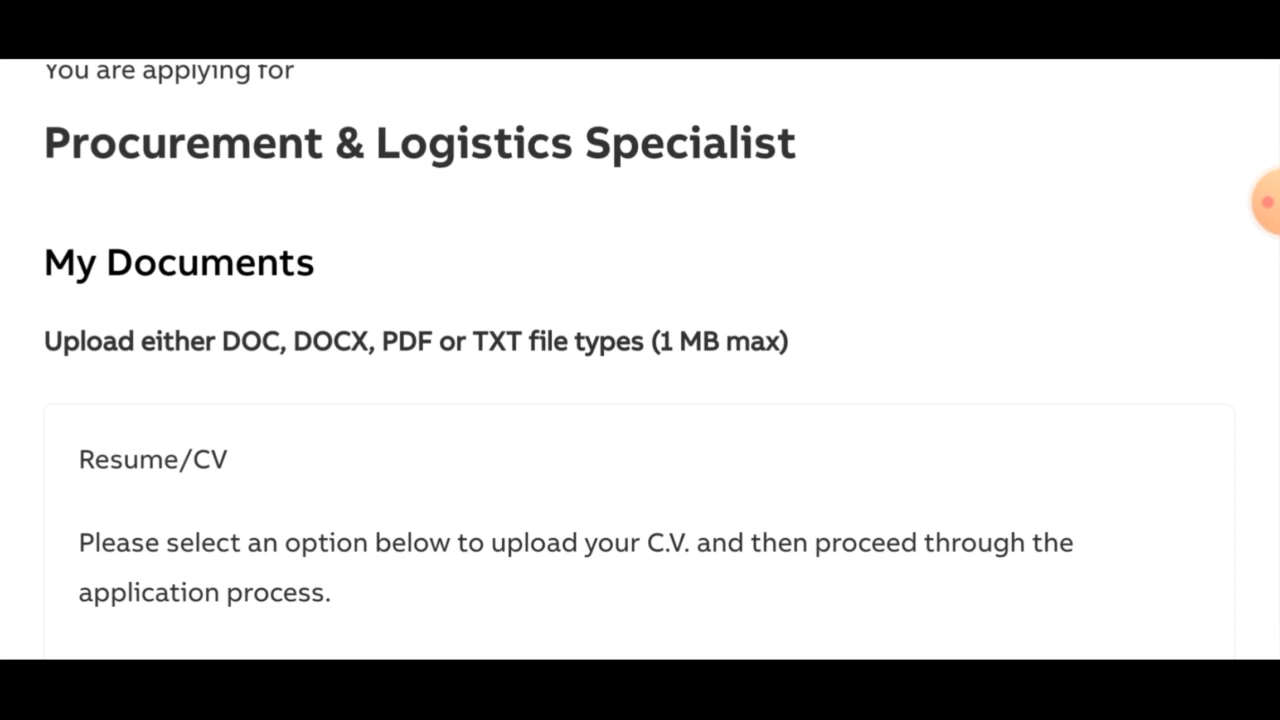 You are applying for
Procurement & Logistics Specialist
My Documents
Upload either DOC, DOCX, PDF or TXT file types (1 MB max)
Resume/CV
Please select an option below to upload your C.V. and then proceed through the
application process.